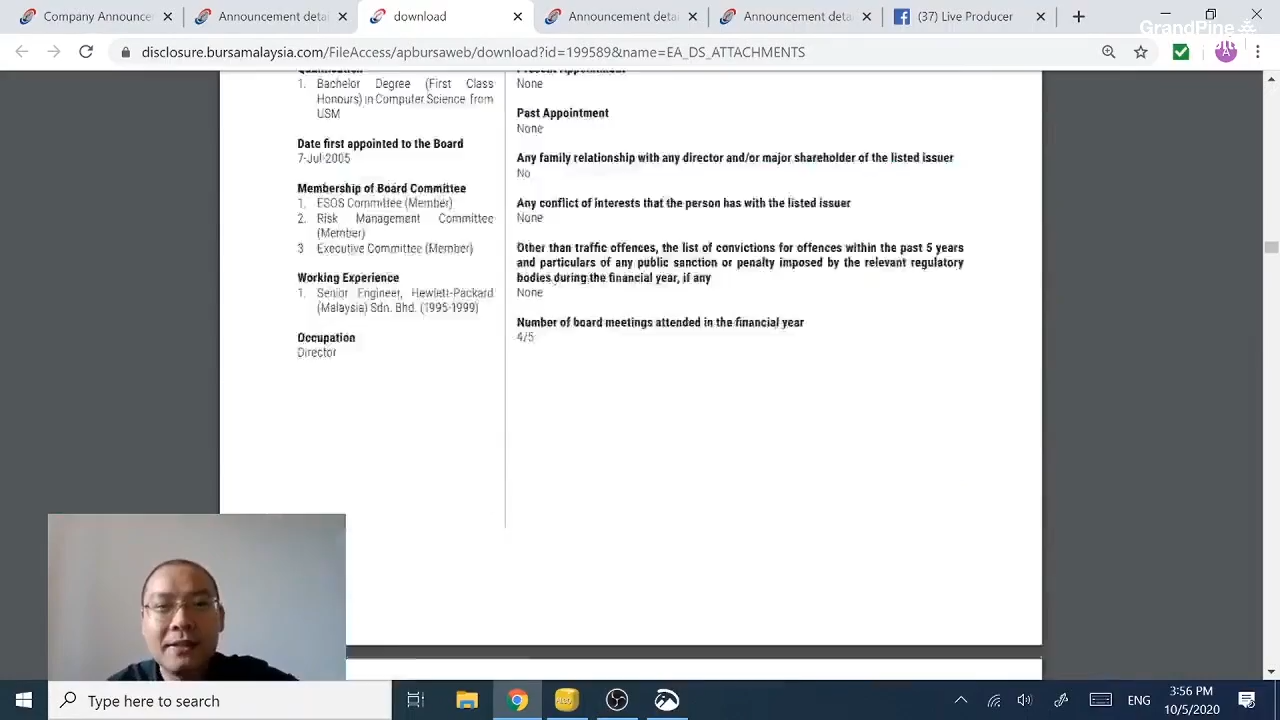 Company Announce
Announcement deta
download
Announcement deta
Announcement deta
(37) Live Producer
GrandPine
disclosure.bursamalaysia.com/FileAccess/apbursaweb/download?id=199589&name=EA_DS_ATTACHMENTS
A
Qualification
1. Bachelor Degree (First Class
Honours) in Computer Science from
USM
Date first appointed to the Board
7-Jul-2005
Membership of Board Committee
1. ESOS Committee (Member)
2. Risk Management Committee
(Member)
3 Executive Committee (Member)
Working Experience
1. Senior Engineer, Hewlett-Packard
(Malaysia) Sdn. Bhd. (1995-1999)
Occupation
Director
Present Appointment
None
Past Appointment
None
Any family relationship with any director and/or major shareholder of the listed issuer
No
Any conflict of interests that the person has with the listed issuer
None
Other than traffic offences, the list of convictions for offences within the past 5 years
and particulars of any public sanction or penalty imposed by the relevant regulatory
bodies during the financial year, if any
None
Number of board meetings attended in the financial year
4/5
Type here to search
ENG
3:56 PM
10/5/2020